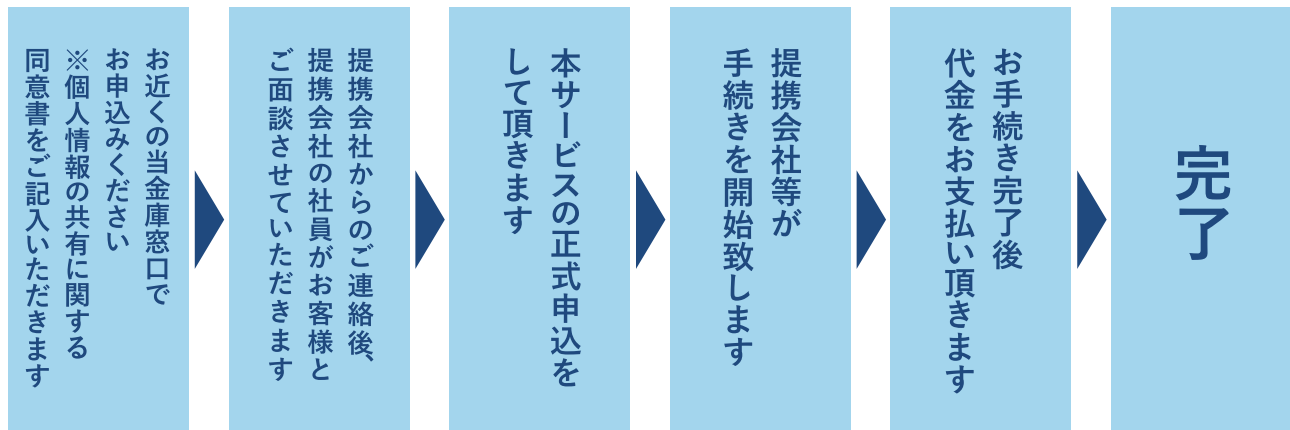 お近くの当金庫窓口で
お申込みください
※個人情報の共有に関する
同意書をご記入いただきます
提携会社からのご連絡後、
提携会社の社員がお客様と
ご面談させていただきます
本サービスの正式申込を
して頂きます
提携会社等が
手続きを開始致します
お手続き完了後
代金をお支払い頂きます
完了